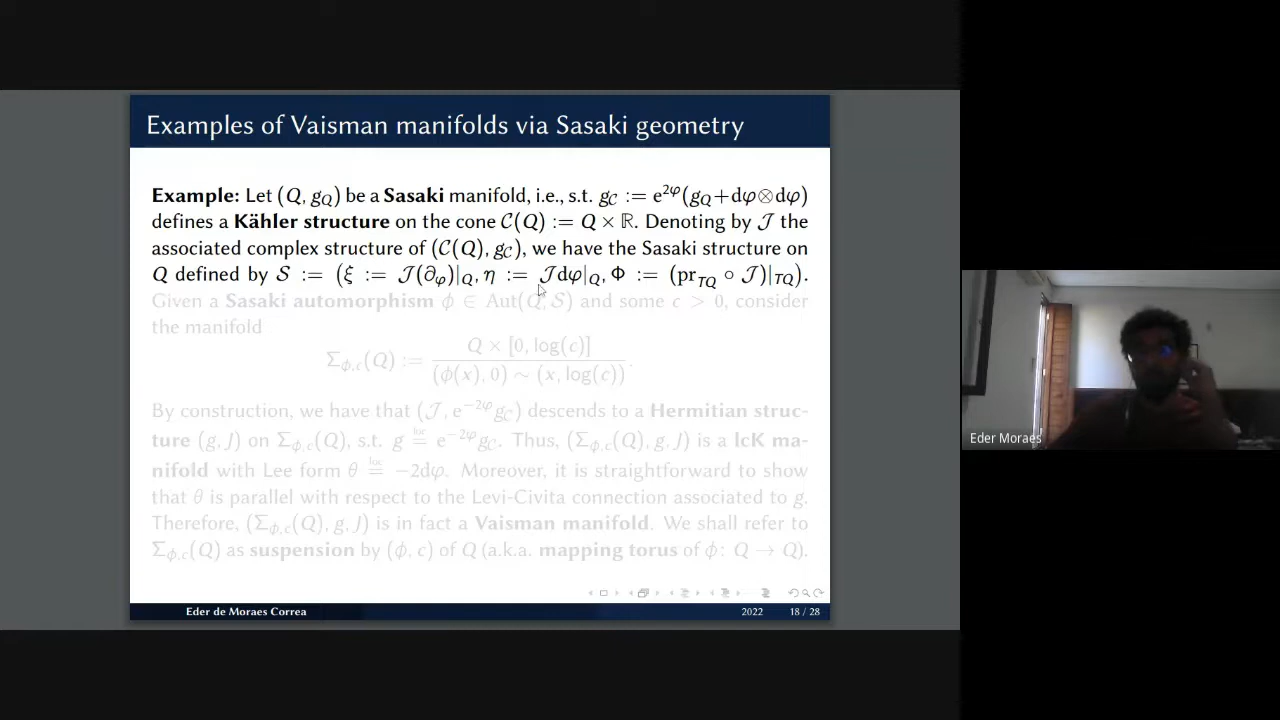 Examples of Vaisman manifolds via Sasaki geometry
Example: Let (Q, g_Q) be a Sasaki manifold, i.e., s.t. g_𝒞 := e^{2φ}(g_Q+dφ⊗dφ)
defines a Kähler structure on the cone 𝒞(Q) := Q × ℝ. Denoting by 𝒥 the
associated complex structure of (𝒞(Q), g_𝒞), we have the Sasaki structure on
Q defined by 𝒮 := (ξ := 𝒥(∂_φ)|_Q, η := 𝒥dφ|_Q, Φ := (pr_{TQ} ∘ 𝒥)|_{TQ}).
Given a Sasaki automorphism ϕ ∈ Aut(Q, 𝒮) and some c > 0, consider
the manifold
Σ_{ϕ,c}(Q) := Q × [0, log(c)] / (ϕ(x), 0) ∼ (x, log(c)).
By construction, we have that (𝒥, e^{−2φ}g_𝒞) descends to a Hermitian struc-
ture (g, J) on Σ_{ϕ,c}(Q), s.t. g =^{loc} e^{−2φ}g_𝒞. Thus, (Σ_{ϕ,c}(Q), g, J) is a lcK ma-
nifold with Lee form θ =^{loc} −2dφ. Moreover, it is straightforward to show
that θ is parallel with respect to the Levi-Civita connection associated to g.
Therefore, (Σ_{ϕ,c}(Q), g, J) is in fact a Vaisman manifold. We shall refer to
Σ_{ϕ,c}(Q) as suspension by (ϕ, c) of Q (a.k.a. mapping torus of ϕ: Q → Q).
Eder de Moraes Correa 2022 18 / 28
Eder Moraes